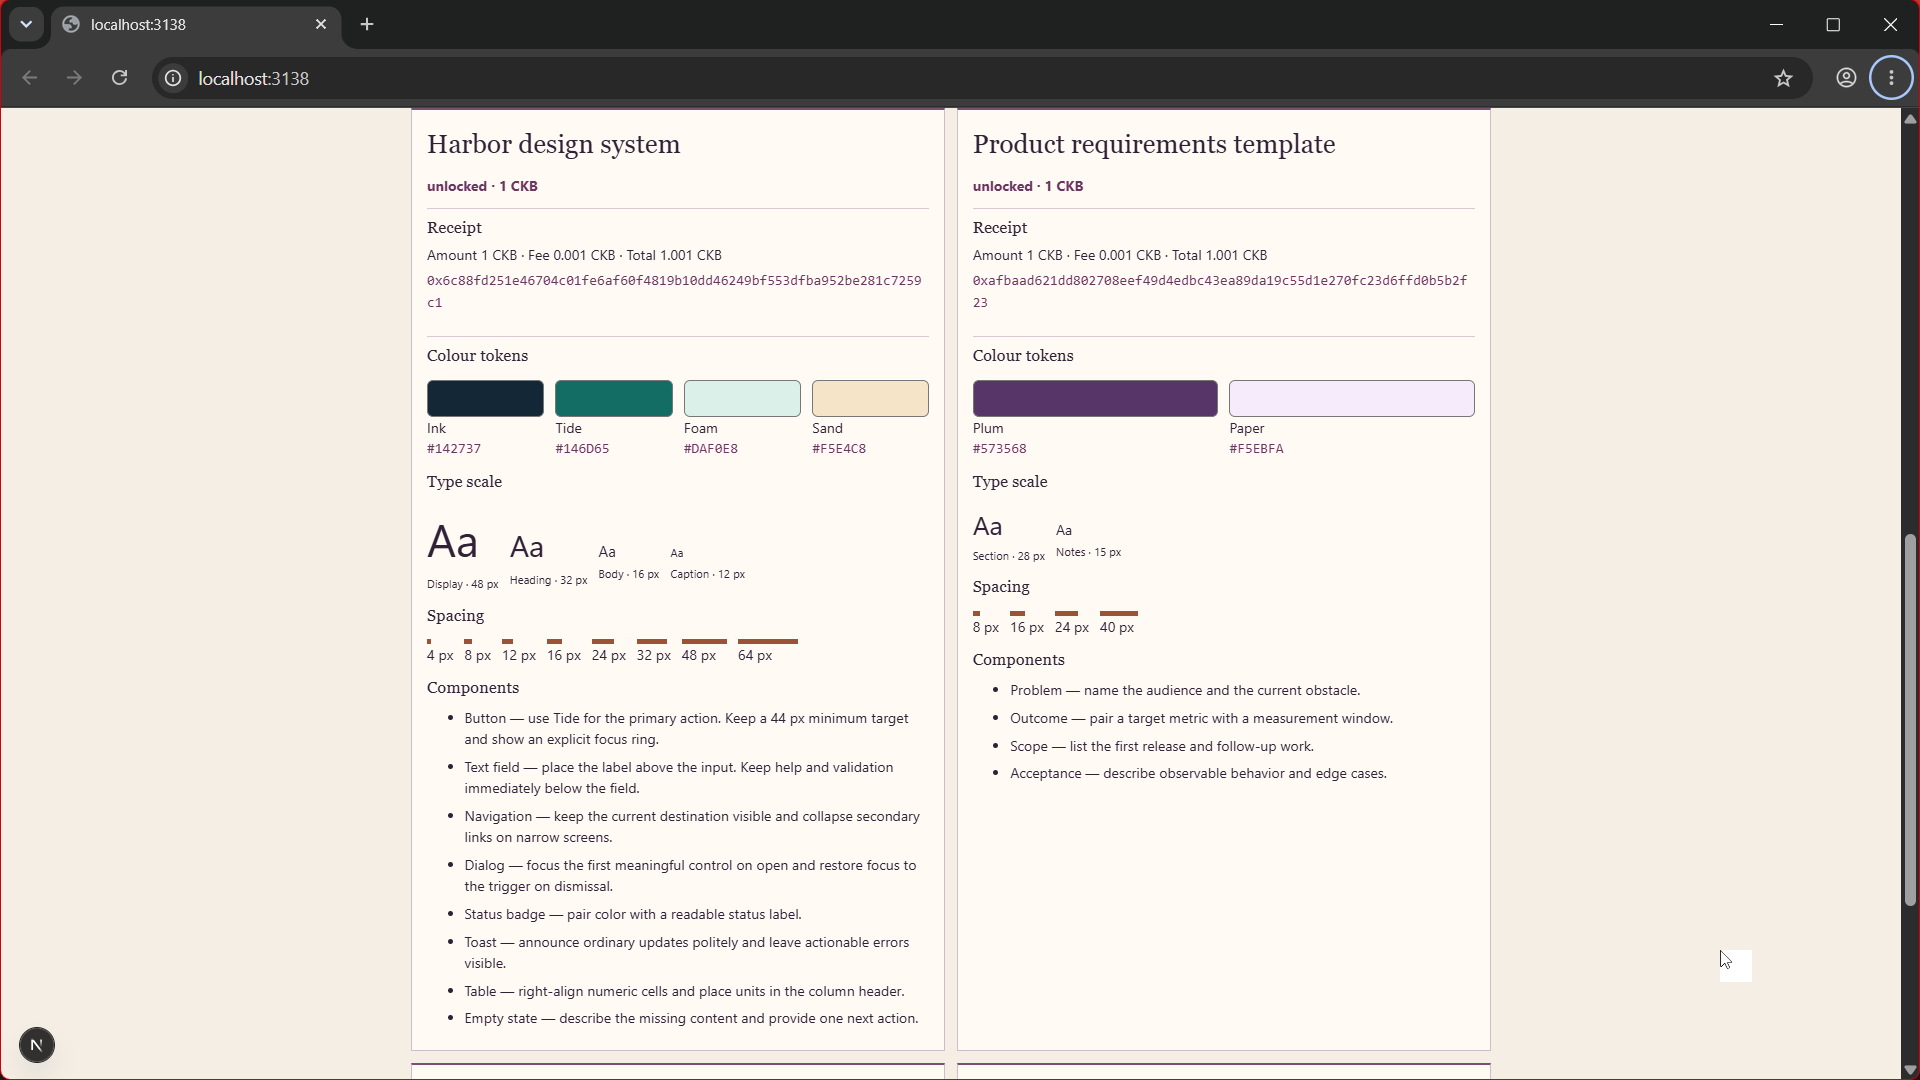 localhost:3138
localhost:3138
Harbor design system
unlocked · 1 CKB
Receipt
Amount 1 CKB · Fee 0.001 CKB · Total 1.001 CKB
0x6c88fd251e46704c01fe6af60f4819b10dd46249bf553dfba952be281c7259
c1
Colour tokens
Ink
#142737
Tide
#146D65
Foam
#DAF0E8
Sand
#F5E4C8
Type scale
Aa
Display · 48 px
Aa
Heading · 32 px
Aa
Body · 16 px
Aa
Caption · 12 px
Spacing
4 px 8 px 12 px 16 px 24 px 32 px 48 px 64 px
Components
• Button — use Tide for the primary action. Keep a 44 px minimum target
and show an explicit focus ring.
• Text field — place the label above the input. Keep help and validation
immediately below the field.
• Navigation — keep the current destination visible and collapse secondary
links on narrow screens.
• Dialog — focus the first meaningful control on open and restore focus to
the trigger on dismissal.
• Status badge — pair color with a readable status label.
• Toast — announce ordinary updates politely and leave actionable errors
visible.
• Table — right-align numeric cells and place units in the column header.
• Empty state — describe the missing content and provide one next action.
Product requirements template
unlocked · 1 CKB
Receipt
Amount 1 CKB · Fee 0.001 CKB · Total 1.001 CKB
0xafbaad621dd802708eef49d4edbc43ea89da19c55d1e270fc23d6ffd0b5b2f
23
Colour tokens
Plum
#573568
Paper
#F5EBFA
Type scale
Aa
Section · 28 px
Aa
Notes · 15 px
Spacing
8 px 16 px 24 px 40 px
Components
• Problem — name the audience and the current obstacle.
• Outcome — pair a target metric with a measurement window.
• Scope — list the first release and follow-up work.
• Acceptance — describe observable behavior and edge cases.
N